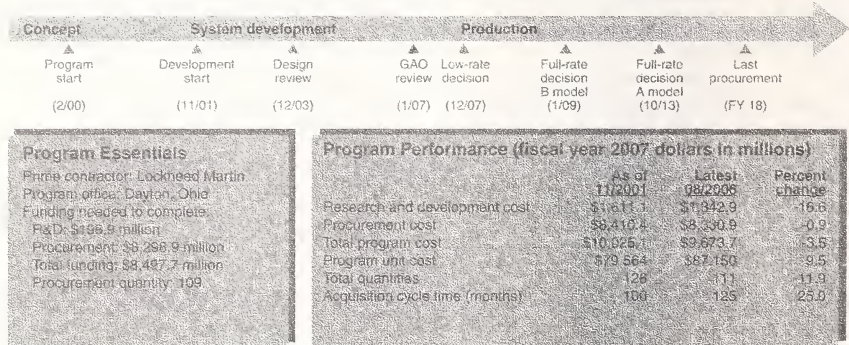 Concept System development Production
Program start (2/00)
Development start (11/01)
Design review (12/03)
GAO review (1/07)
Low-rate decision (12/07)
Full-rate decision B model (1/09)
Full-rate decision A model (10/13)
Last procurement (FY 18)
Program Essentials
Prime contractor: Lockheed Martin
Program office: Dayton, Ohio
Funding needed to complete:
R&D: $198.9 million
Procurement: $8,298.9 million
Total funding: $8,497.7 million
Procurement quantity: 109
Program Performance (fiscal year 2007 dollars in millions)
As of 11/2001 Latest 08/2006 Percent change
Research and development cost $1,611.1 $1,342.9 -16.6
Procurement cost $8,410.4 $8,330.9 -0.9
Total program cost $10,025.1 $9,673.7 -3.5
Program unit cost $79.564 $87.150 9.5
Total quantities 126 111 -11.9
Acquisition cycle time (months) 100 125 25.0